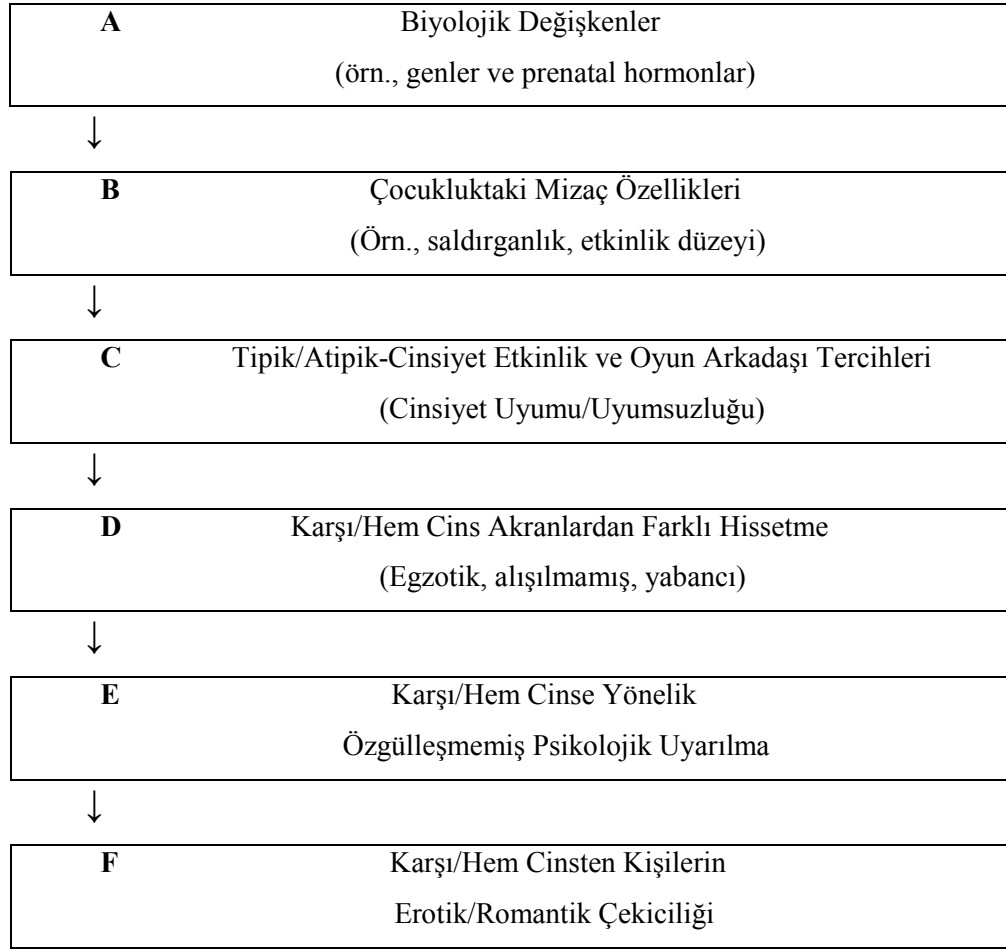 A Biyolojik Değişkenler
(örn., genler ve prenatal hormonlar)
↓
B Çocukluktaki Mizaç Özellikleri
(Örn., saldırganlık, etkinlik düzeyi)
↓
C Tipik/Atipik-Cinsiyet Etkinlik ve Oyun Arkadaşı Tercihleri
(Cinsiyet Uyumu/Uyumsuzluğu)
↓
D Karşı/Hem Cins Akranlardan Farklı Hissetme
(Egzotik, alışılmamış, yabancı)
↓
E Karşı/Hem Cinse Yönelik
Özgülleşmemiş Psikolojik Uyarılma
↓
F Karşı/Hem Cinsten Kişilerin
Erotik/Romantik Çekiciliği